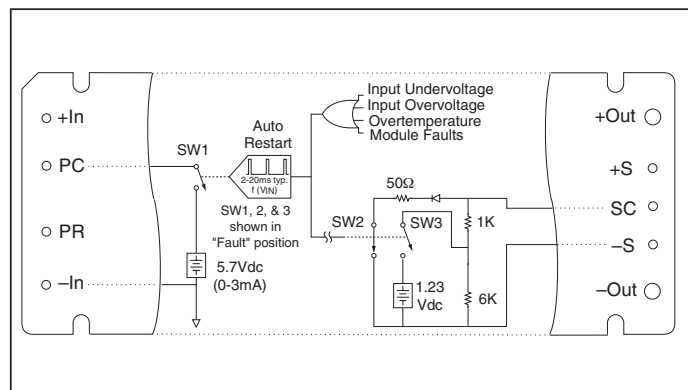 +In
PC
PR
–In
SW1
Auto
Restart
2-20ms typ.
f (VIN)
SW1, 2, & 3
shown in
"Fault" position
5.7Vdc
(0-3mA)
Input Undervoltage
Input Overvoltage
Overtemperature
Module Faults
50Ω
SW2
SW3
1K
1.23
Vdc
6K
+Out
+S
SC
–S
–Out